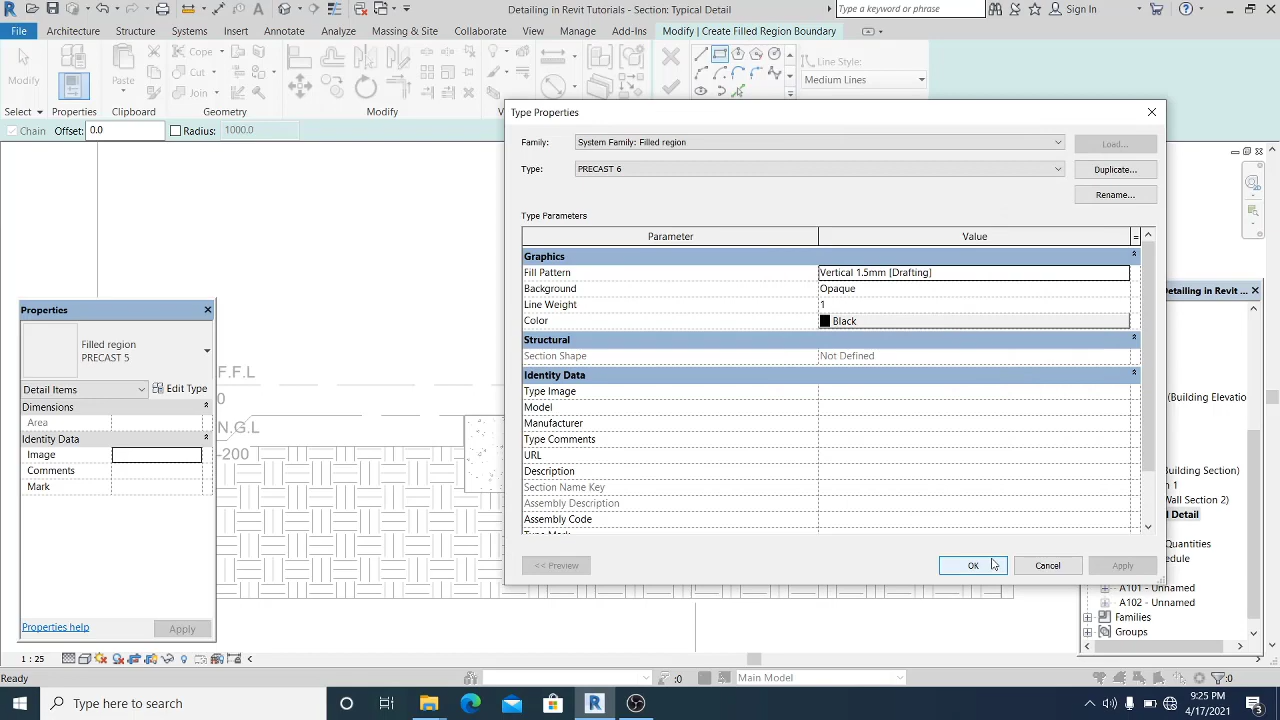 Detailing in Revit Tutorials - Section: Typical Detail
Type a keyword or phrase
Sign In
File Architecture Structure Systems Insert Annotate Analyze Massing & Site Collaborate View Manage Add-Ins Modify | Create Filled Region Boundary
Modify
Paste
Cope
Cut
Join
Line Style:
Medium Lines
Select Properties Clipboard Geometry Modify
Chain Offset: 0.0 Radius: 1000.0
Type Properties
Family: System Family: Filled region Load...
Type: PRECAST 6 Duplicate...
Rename...
Type Parameters
Parameter Value =
Graphics
Fill Pattern Vertical 1.5mm [Drafting]
Background Opaque
Line Weight 1
Color Black
Structural
Section Shape Not Defined
Identity Data
Type Image
Model
Manufacturer
Type Comments
URL
Description
Section Name Key
Assembly Description
Assembly Code
<< Preview OK Cancel Apply
Properties
Filled region
PRECAST 5
Detail Items Edit Type
Dimensions
Area
Identity Data
Image
Comments
Mark
Properties help Apply
F.F.L
0
N.G.L
-200
Detailing in Revit ...
(Building Elevatio
Building Section)
n 1
Wall Section 2)
l Detail
Quantities
edule
A101 - Unnamed
A102 - Unnamed
Families
Groups
1 : 25
Ready
:0
Main Model
:0
Type here to search
9:25 PM
4/17/2021